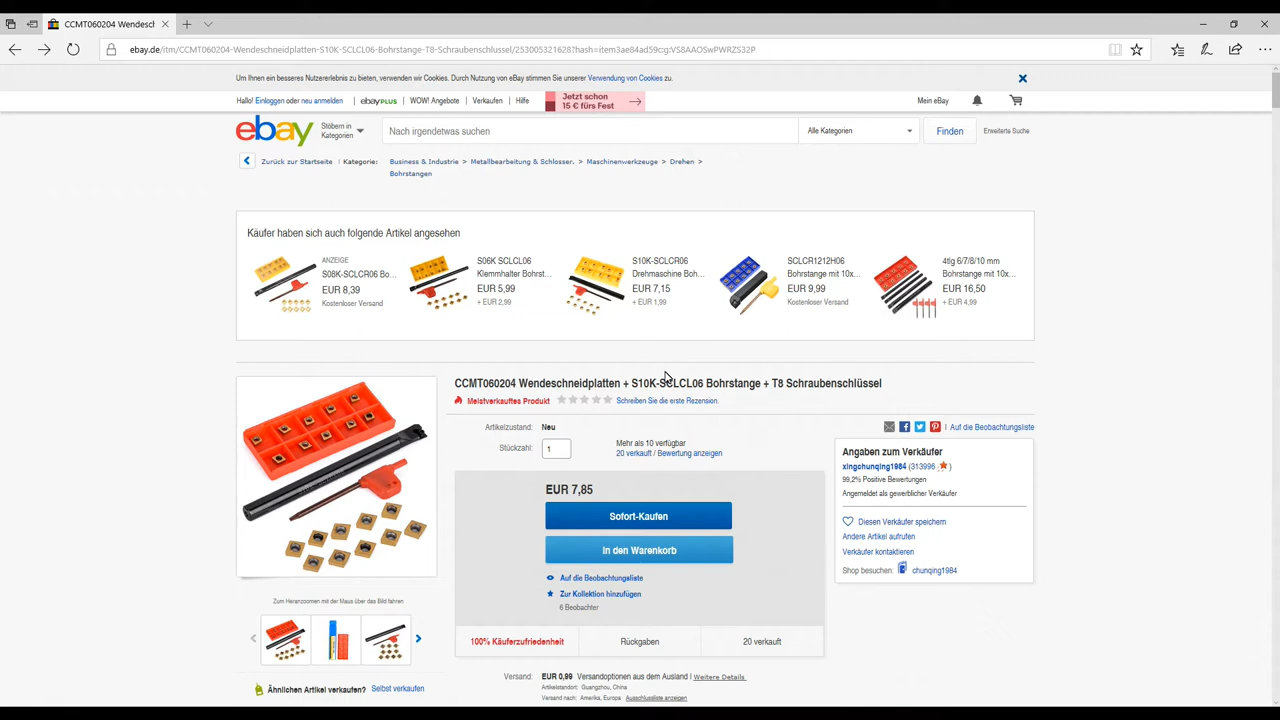 CCMT060204 Wendesch
ebay.de/itm/CCMT060204-Wendeschneidplatten-S10K-SCLCL06-Bohrstange-T8-Schraubenschlussel/253005321628?hash=item3ae84ad59c:g:VS8AAOSwPWRZS32P
Um Ihnen ein besseres Nutzererlebnis zu bieten, verwenden wir Cookies. Durch Nutzung von eBay stimmen Sie unserer Verwendung von Cookies zu.
Hallo! Einloggen oder neu anmelden | ebayPLUS | WOW! Angebote | Verkaufen | Hilfe
Jetzt schon
15 € fürs Fest
Mein eBay
ebay
Stöbern in
Kategorien
Nach irgendetwas suchen
Alle Kategorien
Finden
Erweiterte Suche
Zurück zur Startseite | Kategorie: Business & Industrie > Metallbearbeitung & Schlosser. > Maschinenwerkzeuge > Drehen >
Bohrstangen
Käufer haben sich auch folgende Artikel angesehen
ANZEIGE
S08K-SCLCR06 Bo...
EUR 8,39
Kostenloser Versand
S06K SCLCL06
Klemmhalter Bohrst...
EUR 5,99
+ EUR 2,99
S10K-SCLCR06
Drehmaschine Boh...
EUR 7,15
+ EUR 1,99
SCLCR1212H06
Bohrstange mit 10x...
EUR 9,99
Kostenloser Versand
4tlg 6/7/8/10 mm
Bohrstange mit 10x...
EUR 16,50
+ EUR 4,99
CCMT060204 Wendeschneidplatten + S10K-SCLCL06 Bohrstange + T8 Schraubenschlüssel
Meistverkauftes Produkt
Schreiben Sie die erste Rezension.
Artikelzustand: Neu
Stückzahl: 1
Mehr als 10 verfügbar
20 verkauft / Bewertung anzeigen
EUR 7,85
Sofort-Kaufen
In den Warenkorb
Auf die Beobachtungsliste
Zur Kollektion hinzufügen
6 Beobachter
100% Käuferzufriedenheit
Rückgaben
20 verkauft
Versand: EUR 0,99 Versandoptionen aus dem Ausland | Weitere Details
Artikelstandort: Guangzhou, China
Versand nach: Amerika, Europa Ausschlussliste anzeigen
| Auf die Beobachtungsliste
Angaben zum Verkäufer
xingchunqing1984 (313996 )
99,2% Positive Bewertungen
Angemeldet als gewerblicher Verkäufer
Diesen Verkäufer speichern
Andere Artikel aufrufen
Verkäufer kontaktieren
Shop besuchen: chunqing1984
Zum Heranzoomen mit der Maus über das Bild fahren
Ähnlichen Artikel verkaufen? Selbst verkaufen